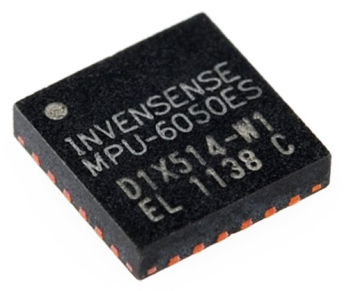 INVENSENSE
MPU-6050ES
D1X514-W1
EL 1138 C